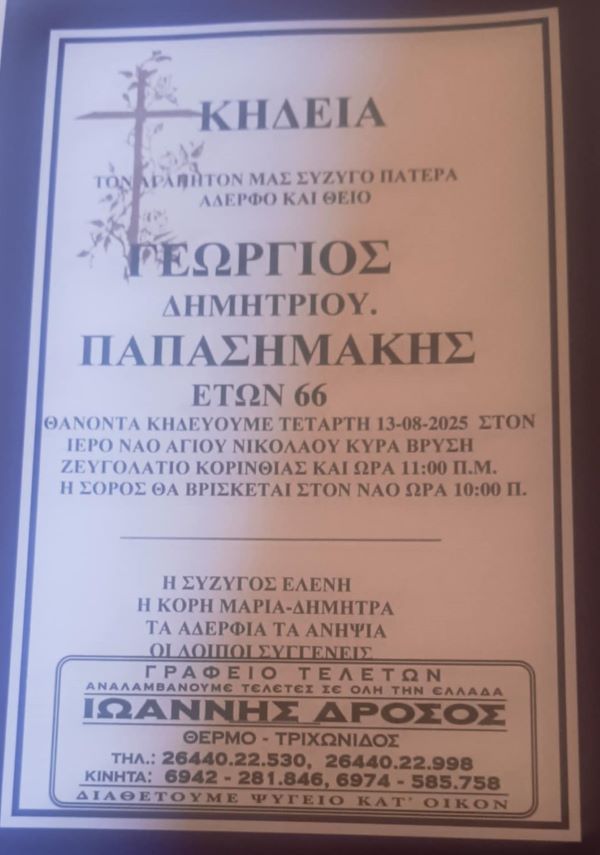 ΚΗΔΕΙΑ
ΤΟΝ ΑΓΑΠΗΤΟΝ ΜΑΣ ΣΥΖΥΓΟ ΠΑΤΕΡΑ
ΑΔΕΡΦΟ ΚΑΙ ΘΕΙΟ
ΓΕΩΡΓΙΟΣ
ΔΗΜΗΤΡΙΟΥ.
ΠΑΠΑΣΗΜΑΚΗΣ
ΕΤΩΝ 66
ΘΑΝΟΝΤΑ ΚΗΔΕΥΟΥΜΕ ΤΕΤΑΡΤΗ 13-08-2025 ΣΤΟΝ
ΙΕΡΟ ΝΑΟ ΑΓΙΟΥ ΝΙΚΟΛΑΟΥ ΚΥΡΑ ΒΡΥΣΗ
ΖΕΥΓΟΛΑΤΙΟ ΚΟΡΙΝΘΙΑΣ ΚΑΙ ΩΡΑ 11:00 Π.Μ.
Η ΣΟΡΟΣ ΘΑ ΒΡΙΣΚΕΤΑΙ ΣΤΟΝ ΝΑΟ ΩΡΑ 10:00 Π.
Η ΣΥΖΥΓΟΣ ΕΛΕΝΗ
Η ΚΟΡΗ ΜΑΡΙΑ-ΔΗΜΗΤΡΑ
ΤΑ ΑΔΕΡΦΙΑ ΤΑ ΑΝΗΨΙΑ
ΟΙ ΛΟΙΠΟΙ ΣΥΓΓΕΝΕΙΣ
ΓΡΑΦΕΙΟ ΤΕΛΕΤΩΝ
ΑΝΑΛΑΜΒΑΝΟΥΜΕ ΤΕΛΕΤΕΣ ΣΕ ΟΛΗ ΤΗΝ ΕΛΛΑΔΑ
ΙΩΑΝΝΗΣ ΔΡΟΣΟΣ
ΘΕΡΜΟ - ΤΡΙΧΩΝΙΔΟΣ
ΤΗΛ.: 26440.22.530, 26440.22.998
ΚΙΝΗΤΑ: 6942 - 281.846, 6974 - 585.758
ΔΙΑΘΕΤΟΥΜΕ ΨΥΓΕΙΟ ΚΑΤ' ΟΙΚΟΝ